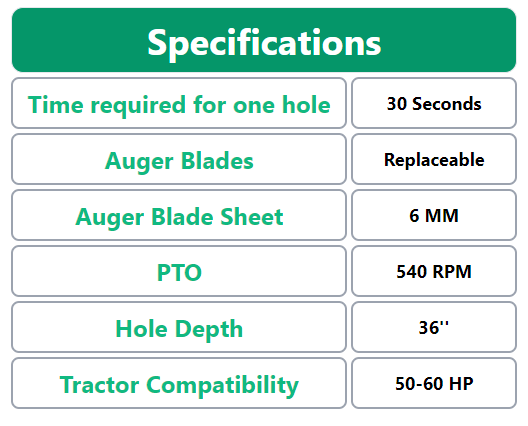 Specifications
Time required for one hole 30 Seconds
Auger Blades Replaceable
Auger Blade Sheet 6 MM
PTO 540 RPM
Hole Depth 36''
Tractor Compatibility 50-60 HP